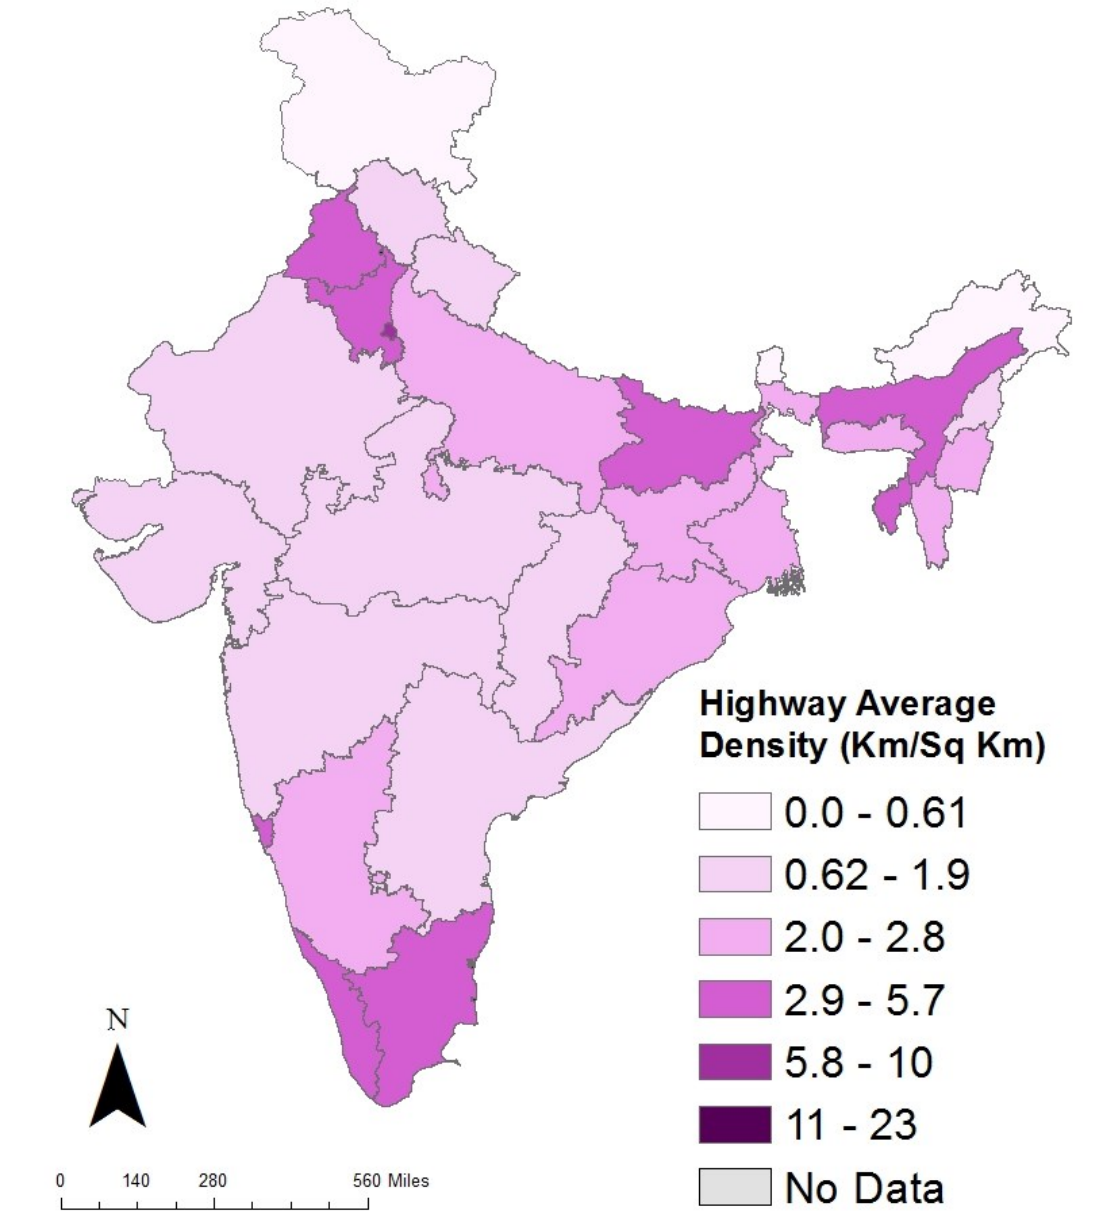 Highway Average
Density (Km/Sq Km)
0.0 - 0.61
0.62 - 1.9
2.0 - 2.8
2.9 - 5.7
5.8 - 10
11 - 23
No Data
N
0 140 280 560 Miles